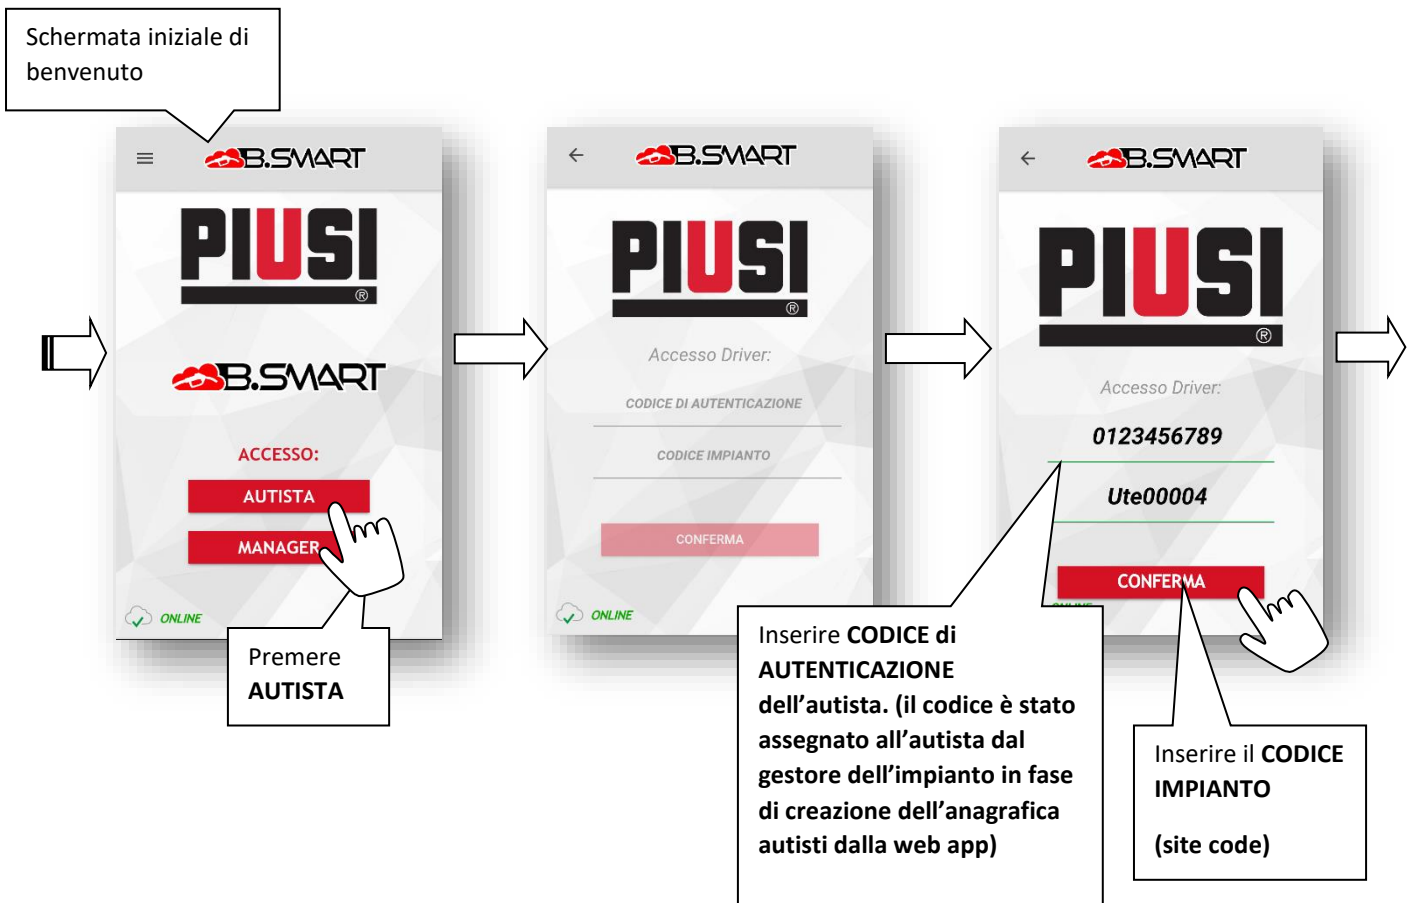 Schermata iniziale di
benvenuto
B.SMART
PIUSI
®
B.SMART
ACCESSO:
AUTISTA
MANAGER
ONLINE
Premere
AUTISTA
B.SMART
PIUSI
®
Accesso Driver:
CODICE DI AUTENTICAZIONE
CODICE IMPIANTO
CONFERMA
ONLINE
B.SMART
PIUSI
®
Accesso Driver:
0123456789
Ute00004
CONFERMA
ONLINE
Inserire CODICE di
AUTENTICAZIONE
dell’autista. (il codice è stato
assegnato all’autista dal
gestore dell’impianto in fase
di creazione dell’anagrafica
autisti dalla web app)
Inserire il CODICE
IMPIANTO
(site code)